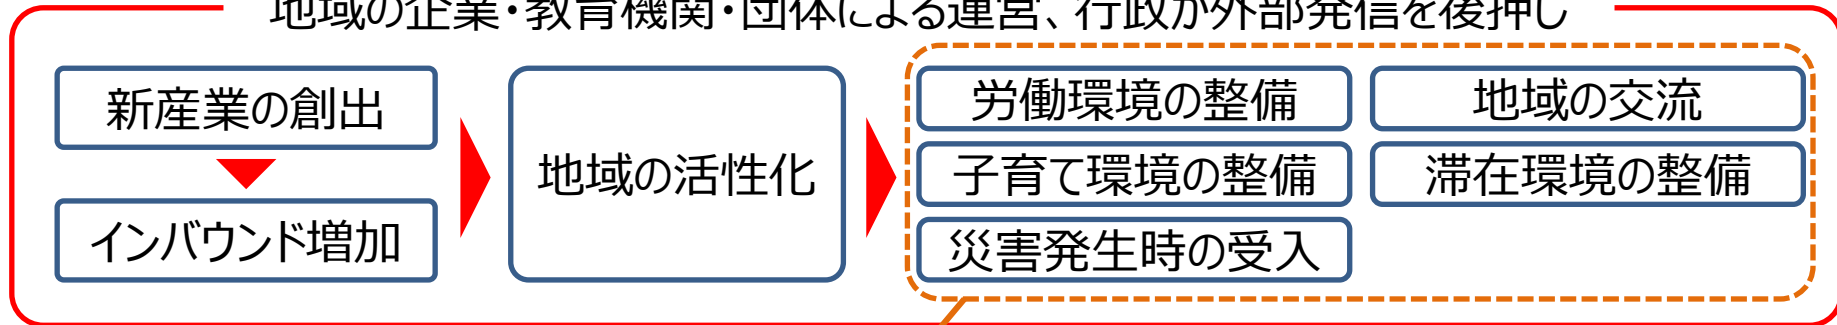 地域の企業・教育機関・団体による運営、行政が外部発信を後押し
新産業の創出
インバウンド増加
地域の活性化
労働環境の整備
地域の交流
子育て環境の整備
滞在環境の整備
災害発生時の受入